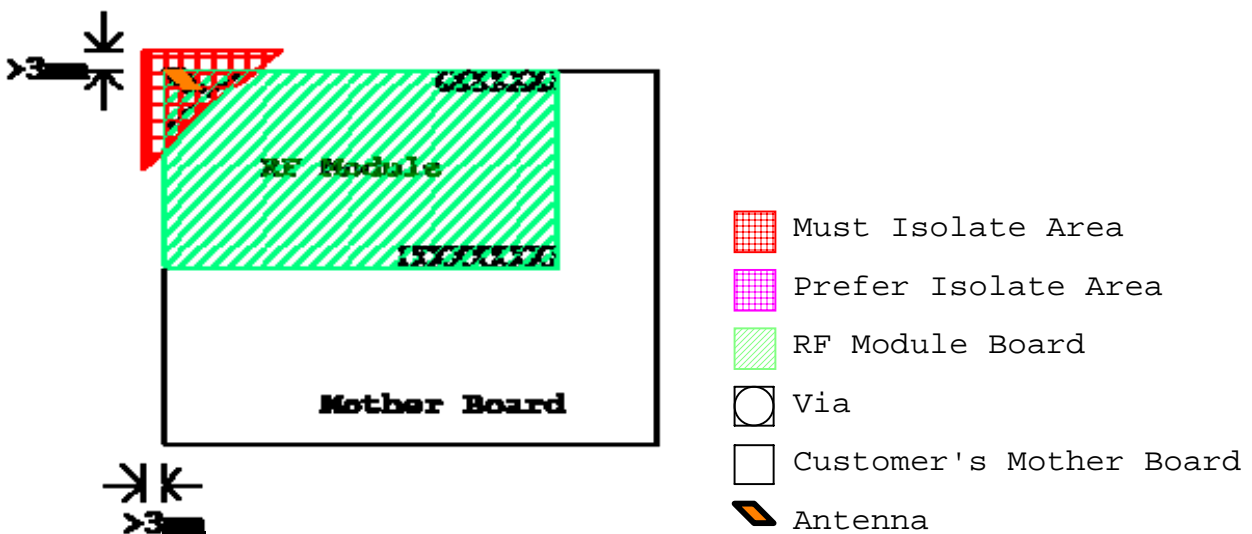 >3mm
RF Module
Mother Board
>3mm
Must Isolate Area
Prefer Isolate Area
RF Module Board
Via
Customer's Mother Board
Antenna